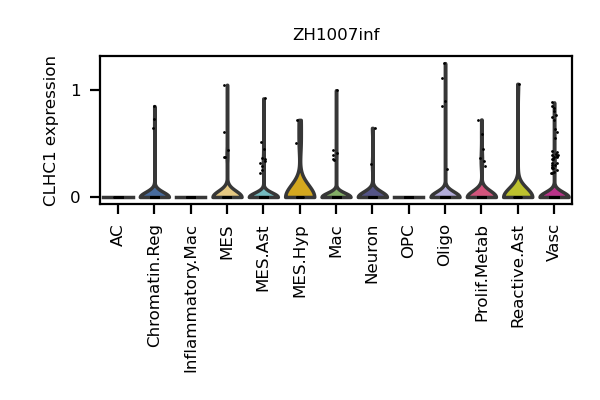 ZH1007inf
CLHC1 expression
1
0
AC
Chromatin.Reg
Inflammatory.Mac
MES
MES.Ast
MES.Hyp
Mac
Neuron
OPC
Oligo
Prolif.Metab
Reactive.Ast
Vasc